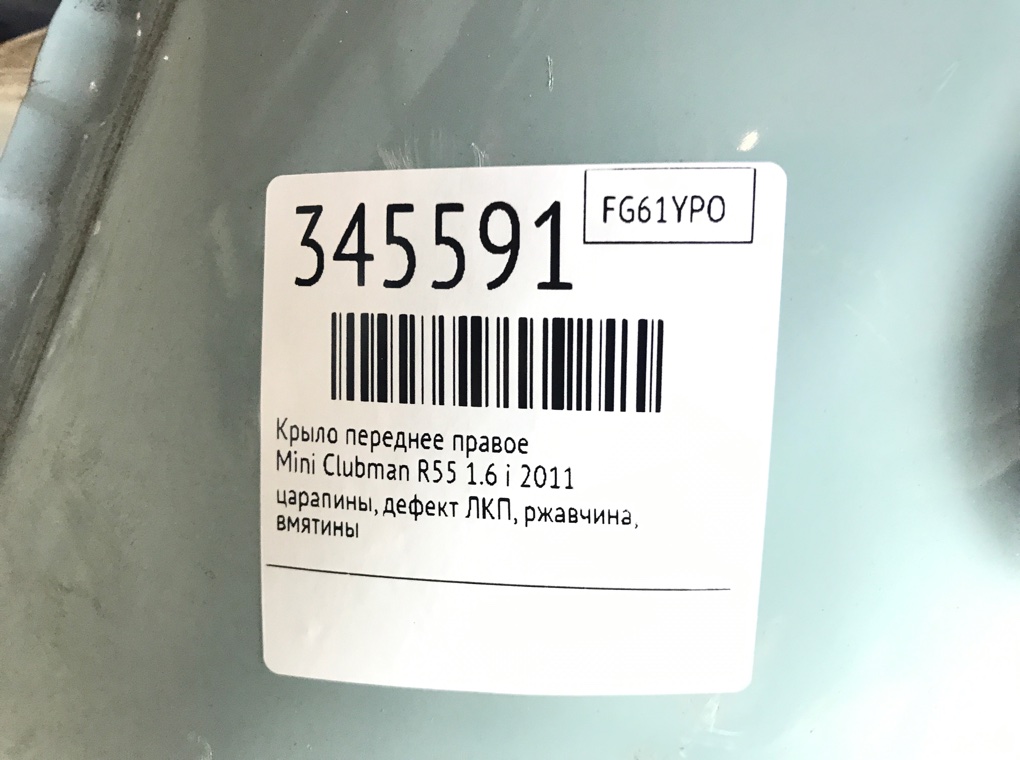 345591
FG61YPO
Крыло переднее правое
Mini Clubman R55 1.6 i 2011
царапины, дефект ЛКП, ржавчина,
вмятины